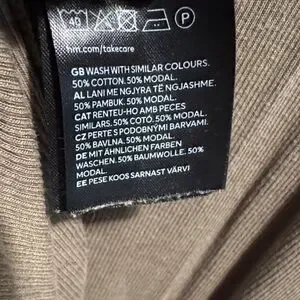 40
P
hm.com/takecare
GB WASH WITH SIMILAR COLOURS.
50% COTTON. 50% MODAL.
AL LANI ME NGJYRA TË NGJASHME.
50% PAMBUK. 50% MODAL.
CAT RENTEU-HO AMB PECES
SIMILARS. 50% COTÓ. 50% MODAL.
CZ PERTE S PODOBNÝMI BARVAMI.
50% BAVLNA. 50% MODAL.
DE MIT ÄHNLICHEN FARBEN
WASCHEN. 50% BAUMWOLLE. 50%
MODAL.
EE PESE KOOS SARNAST VÄRVI